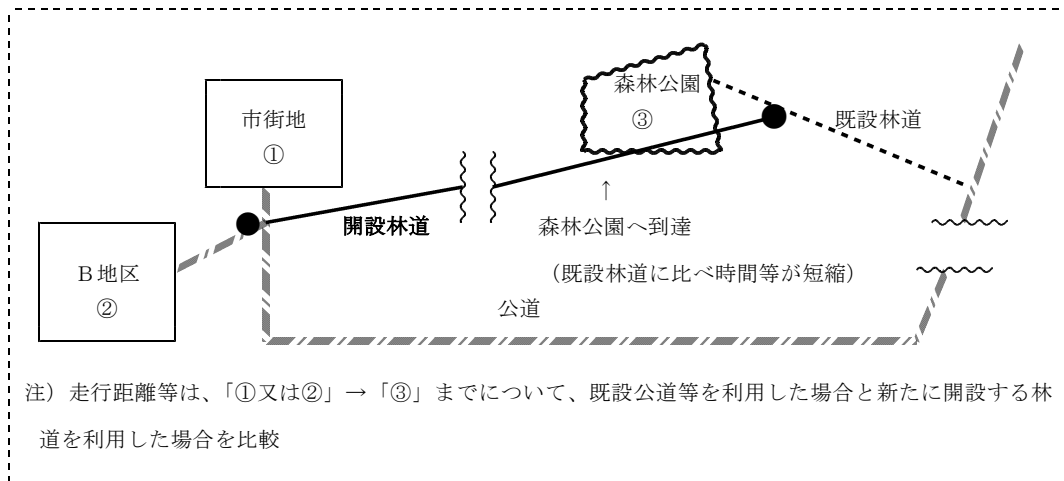 市街地
①
Ｂ地区
②
森林公園
③
既設林道
開設林道
↑
森林公園へ到達
（既設林道に比べ時間等が短縮）
公道
注）走行距離等は、「①又は②」→「③」までについて、既設公道等を利用した場合と新たに開設する林
道を利用した場合を比較